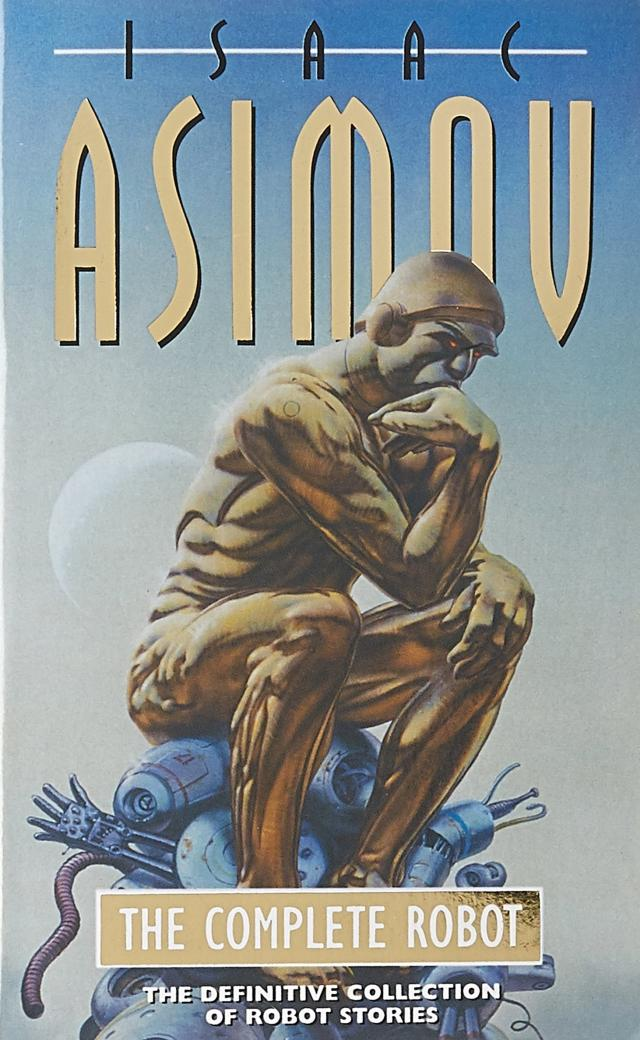 ISAAC
ASIMOV
THE COMPLETE ROBOT
THE DEFINITIVE COLLECTION
OF ROBOT STORIES